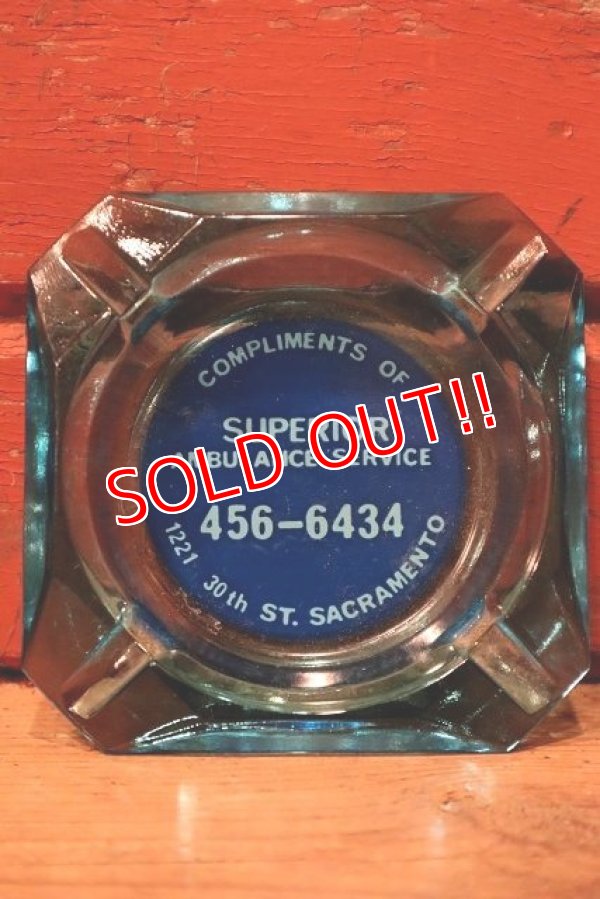 COMPLIMENTS OF
SUPERIOR
AMBULANCE SERVICE
456-6434
1221 30th ST. SACRAMENTO
SOLD OUT!!